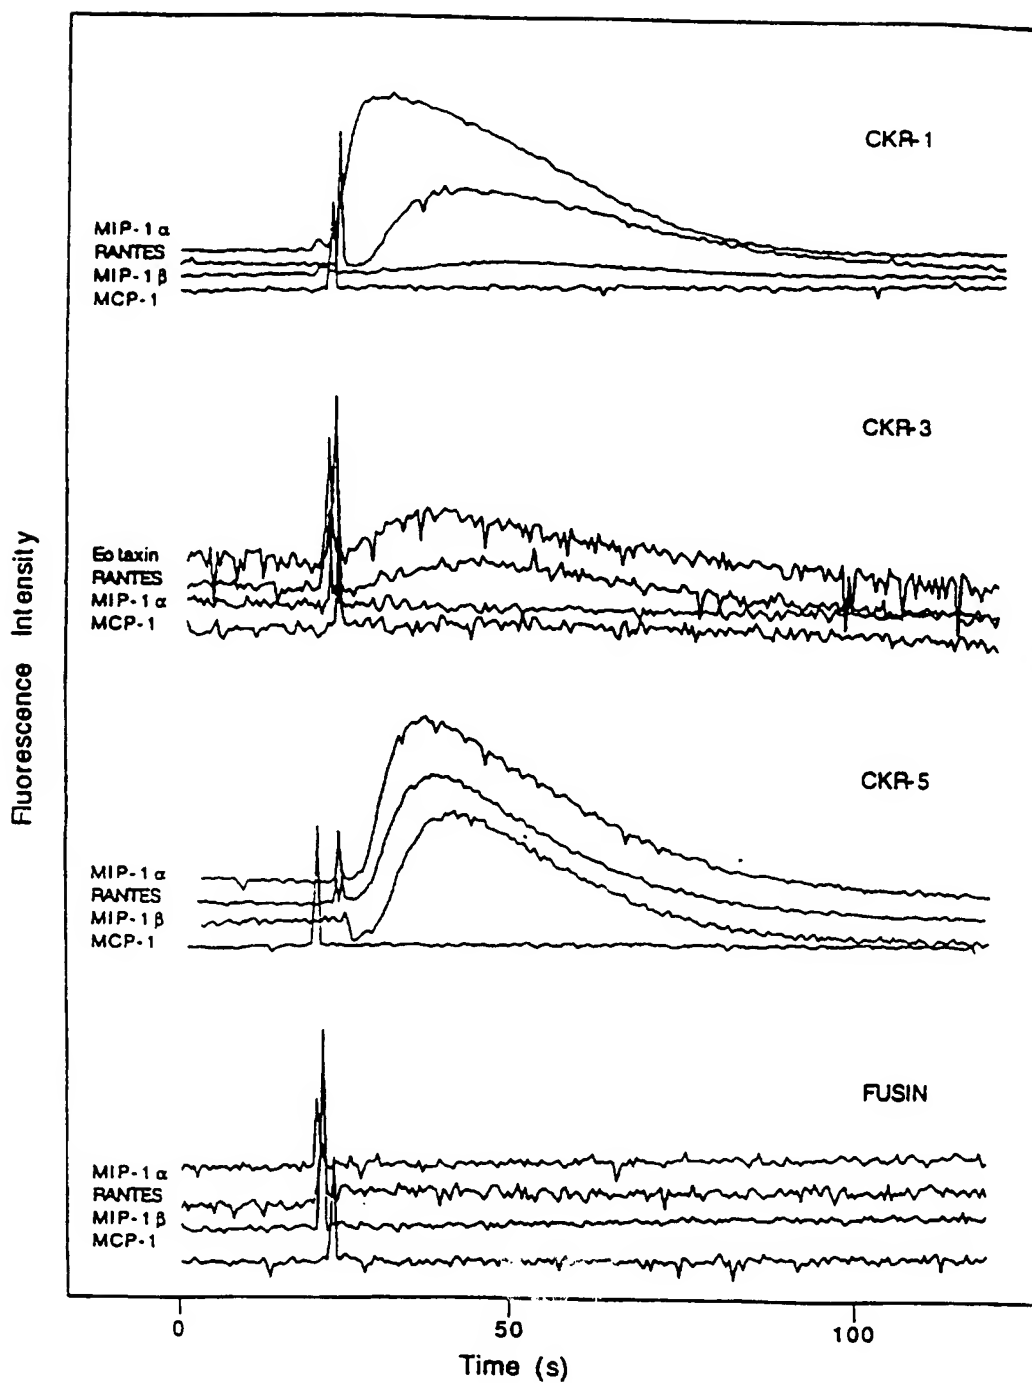 CKR-1
MIP-1α
RANTES
MIP-1β
MCP-1
CKR-3
Eotaxin
RANTES
MIP-1α
MCP-1
Fluorescence Intensity
CKR-5
MIP-1α
RANTES
MIP-1β
MCP-1
FUSIN
MIP-1α
RANTES
MIP-1β
MCP-1
0 50 100
Time (s)